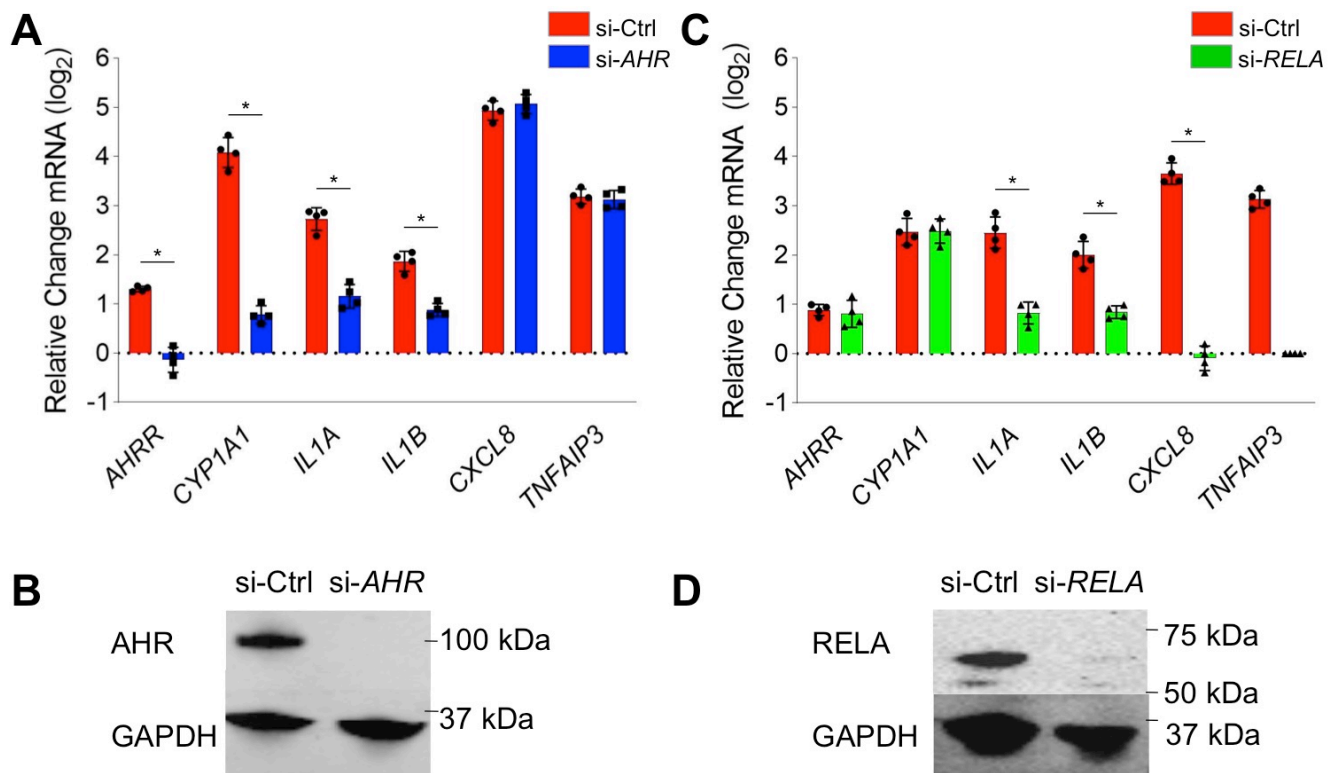 A
si-Ctrl
si-AHR
Relative Change mRNA (log2)
6
5
4
3
2
1
0
-1
*
*
*
*
AHRR
CYP1A1
IL1A
IL1B
CXCL8
TNFAIP3
C
si-Ctrl
si-RELA
Relative Change mRNA (log2)
6
5
4
3
2
1
0
-1
*
*
*
AHRR
CYP1A1
IL1A
IL1B
CXCL8
TNFAIP3
B
si-Ctrl si-AHR
AHR
100 kDa
37 kDa
GAPDH
D
si-Ctrl si-RELA
RELA
75 kDa
50 kDa
GAPDH
37 kDa